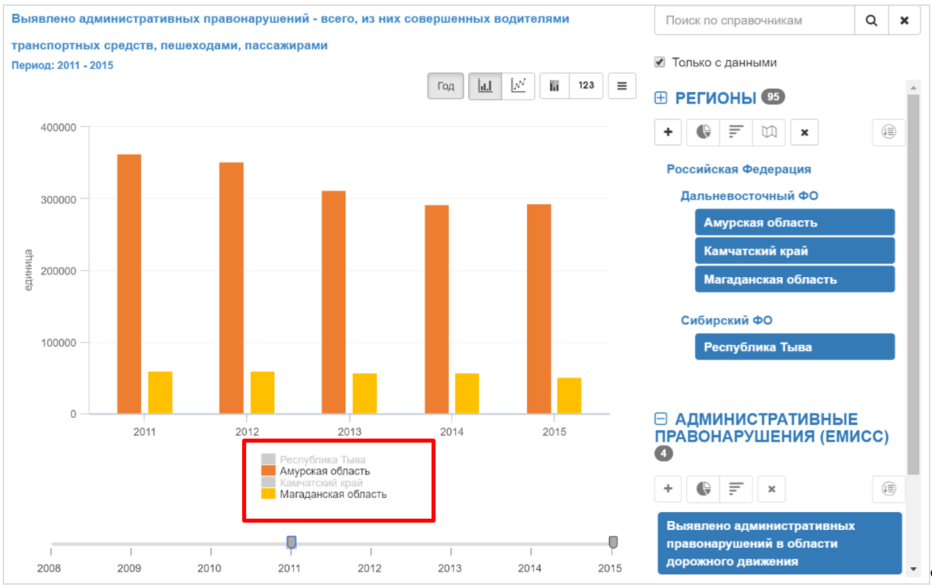 Выявлено административных правонарушений - всего, из них совершенных водителями
транспортных средств, пешеходами, пассажирами
Период: 2011 - 2015
Год
123
400000
300000
200000
100000
0
единица
2011
2012
2013
2014
2015
Республика Тыва
Амурская область
Камчатский край
Магаданская область
2008
2009
2010
2011
2012
2013
2014
2015
Поиск по справочникам
Только с данными
РЕГИОНЫ 95
Российская Федерация
Дальневосточный ФО
Амурская область
Камчатский край
Магаданская область
Сибирский ФО
Республика Тыва
АДМИНИСТРАТИВНЫЕ
ПРАВОНАРУШЕНИЯ (ЕМИСС)
4
Выявлено административных
правонарушений в области
дорожного движения